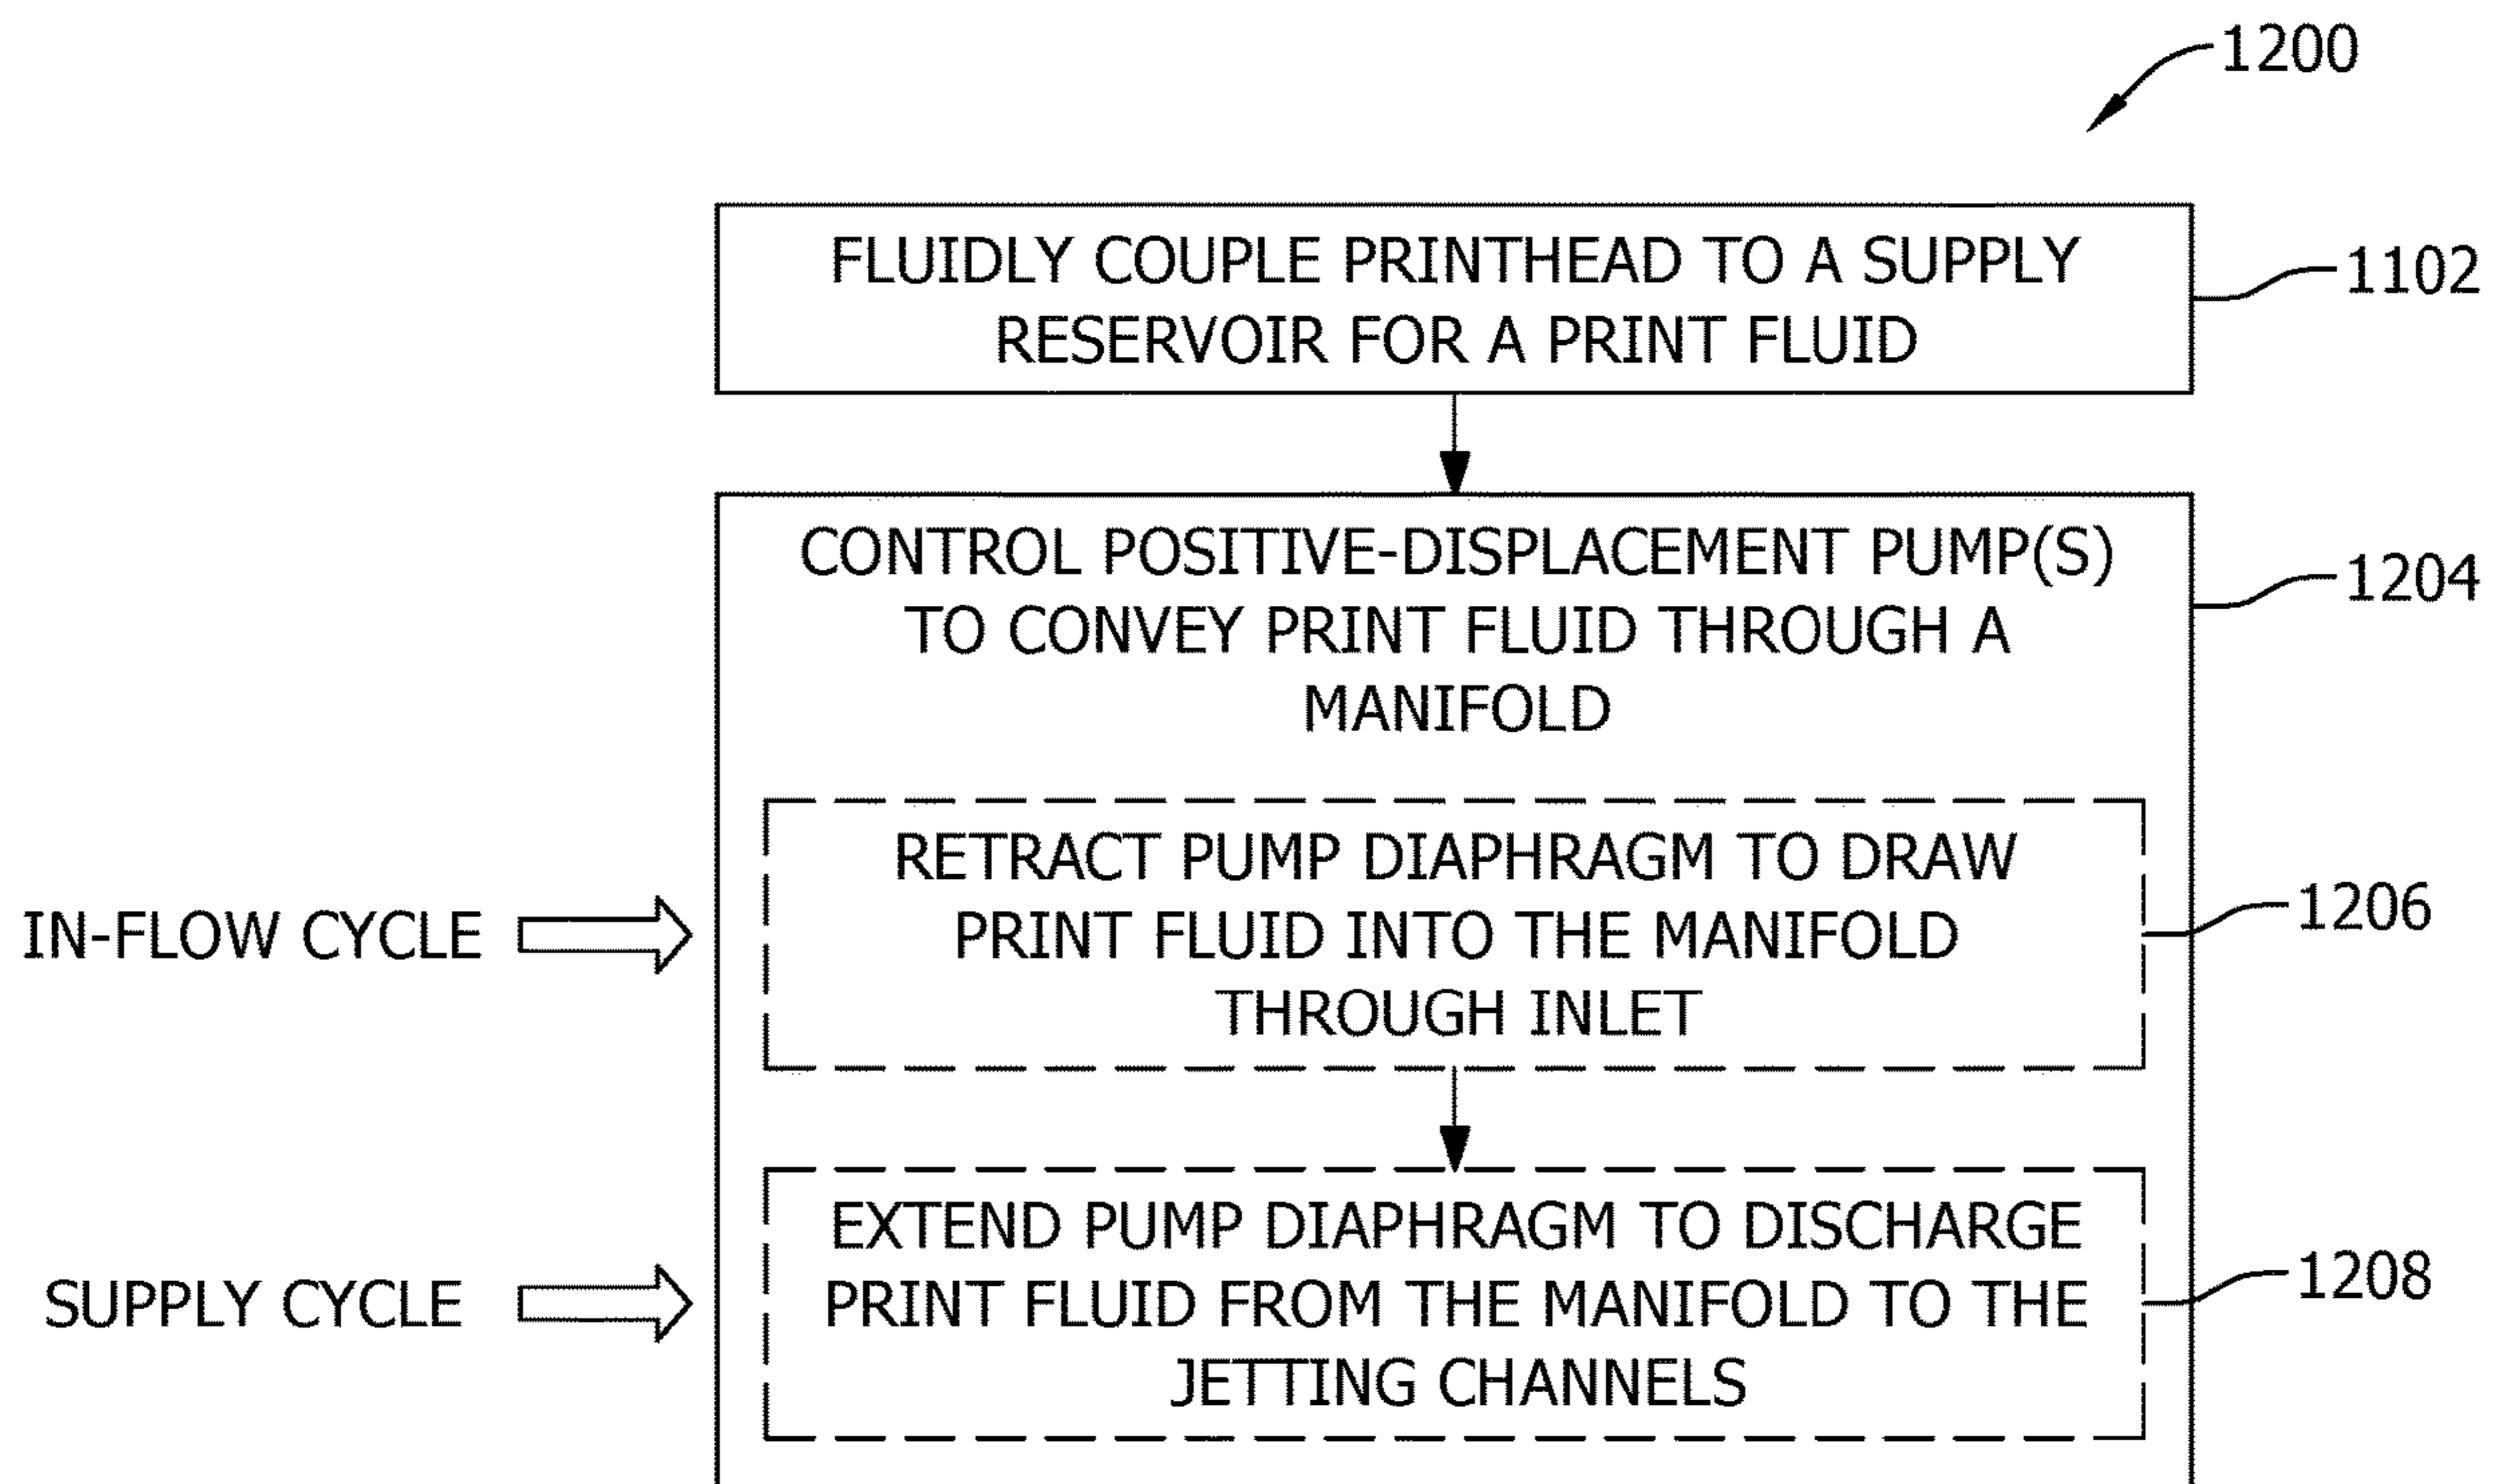 1200
FLUIDLY COUPLE PRINTHEAD TO A SUPPLY
RESERVOIR FOR A PRINT FLUID
1102
CONTROL POSITIVE-DISPLACEMENT PUMP(S)
TO CONVEY PRINT FLUID THROUGH A
MANIFOLD
1204
IN-FLOW CYCLE
RETRACT PUMP DIAPHRAGM TO DRAW
PRINT FLUID INTO THE MANIFOLD
THROUGH INLET
1206
SUPPLY CYCLE
EXTEND PUMP DIAPHRAGM TO DISCHARGE
PRINT FLUID FROM THE MANIFOLD TO THE
JETTING CHANNELS
1208